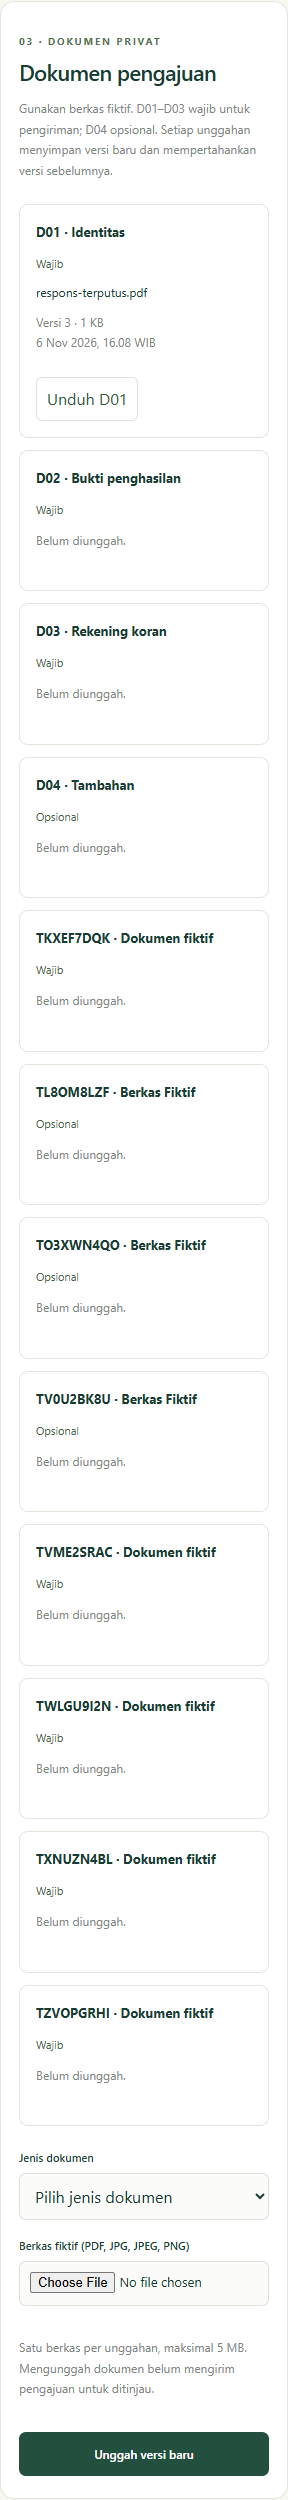 03 · DOKUMEN PRIVAT
Dokumen pengajuan
Gunakan berkas fiktif. D01–D03 wajib untuk
pengiriman; D04 opsional. Setiap unggahan
menyimpan versi baru dan mempertahankan
versi sebelumnya.
D01 · Identitas
Wajib
respons-terputus.pdf
Versi 3 · 1 KB
6 Nov 2026, 16.08 WIB
Unduh D01
D02 · Bukti penghasilan
Wajib
Belum diunggah.
D03 · Rekening koran
Wajib
Belum diunggah.
D04 · Tambahan
Opsional
Belum diunggah.
TKXEF7DQK · Dokumen fiktif
Wajib
Belum diunggah.
TL8OM8LZF · Berkas Fiktif
Opsional
Belum diunggah.
TO3XWN4QO · Berkas Fiktif
Opsional
Belum diunggah.
TV0U2BK8U · Berkas Fiktif
Opsional
Belum diunggah.
TVME2SRAC · Dokumen fiktif
Wajib
Belum diunggah.
TWLGU9I2N · Dokumen fiktif
Wajib
Belum diunggah.
TXNUZN4BL · Dokumen fiktif
Wajib
Belum diunggah.
TZVOPGRHI · Dokumen fiktif
Wajib
Belum diunggah.
Jenis dokumen
Pilih jenis dokumen
Berkas fiktif (PDF, JPG, JPEG, PNG)
Choose File No file chosen
Satu berkas per unggahan, maksimal 5 MB.
Mengunggah dokumen belum mengirim
pengajuan untuk ditinjau.
Unggah versi baru